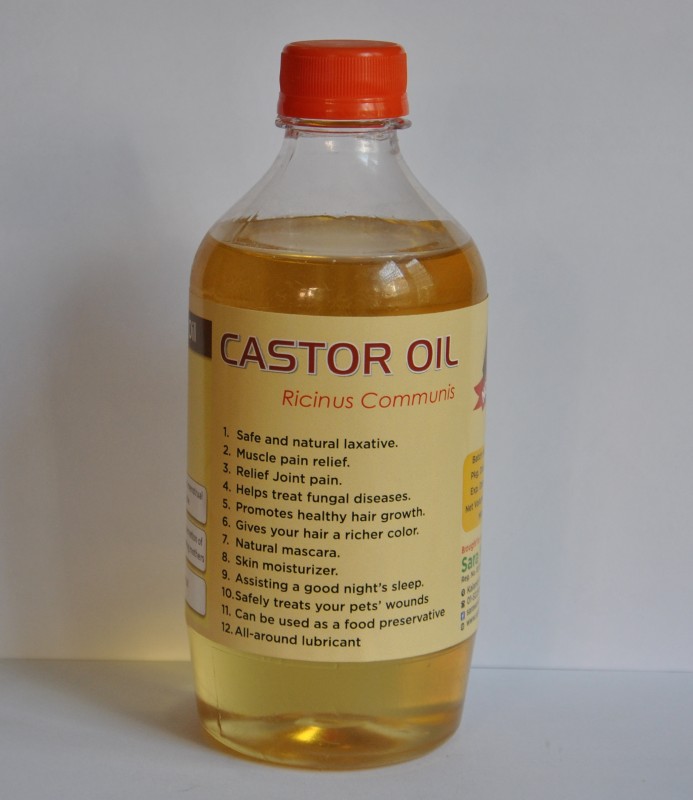 CASTOR OIL
Ricinus Communis
1. Safe and natural laxative.
2. Muscle pain relief.
3. Relief Joint pain.
4. Helps treat fungal diseases.
5. Promotes healthy hair growth.
6. Gives your hair a richer color.
7. Natural mascara.
8. Skin moisturizer.
9. Assisting a good night's sleep.
10.Safely treats your pets' wounds
11. Can be used as a food preservative
12. All-around lubricant
Net